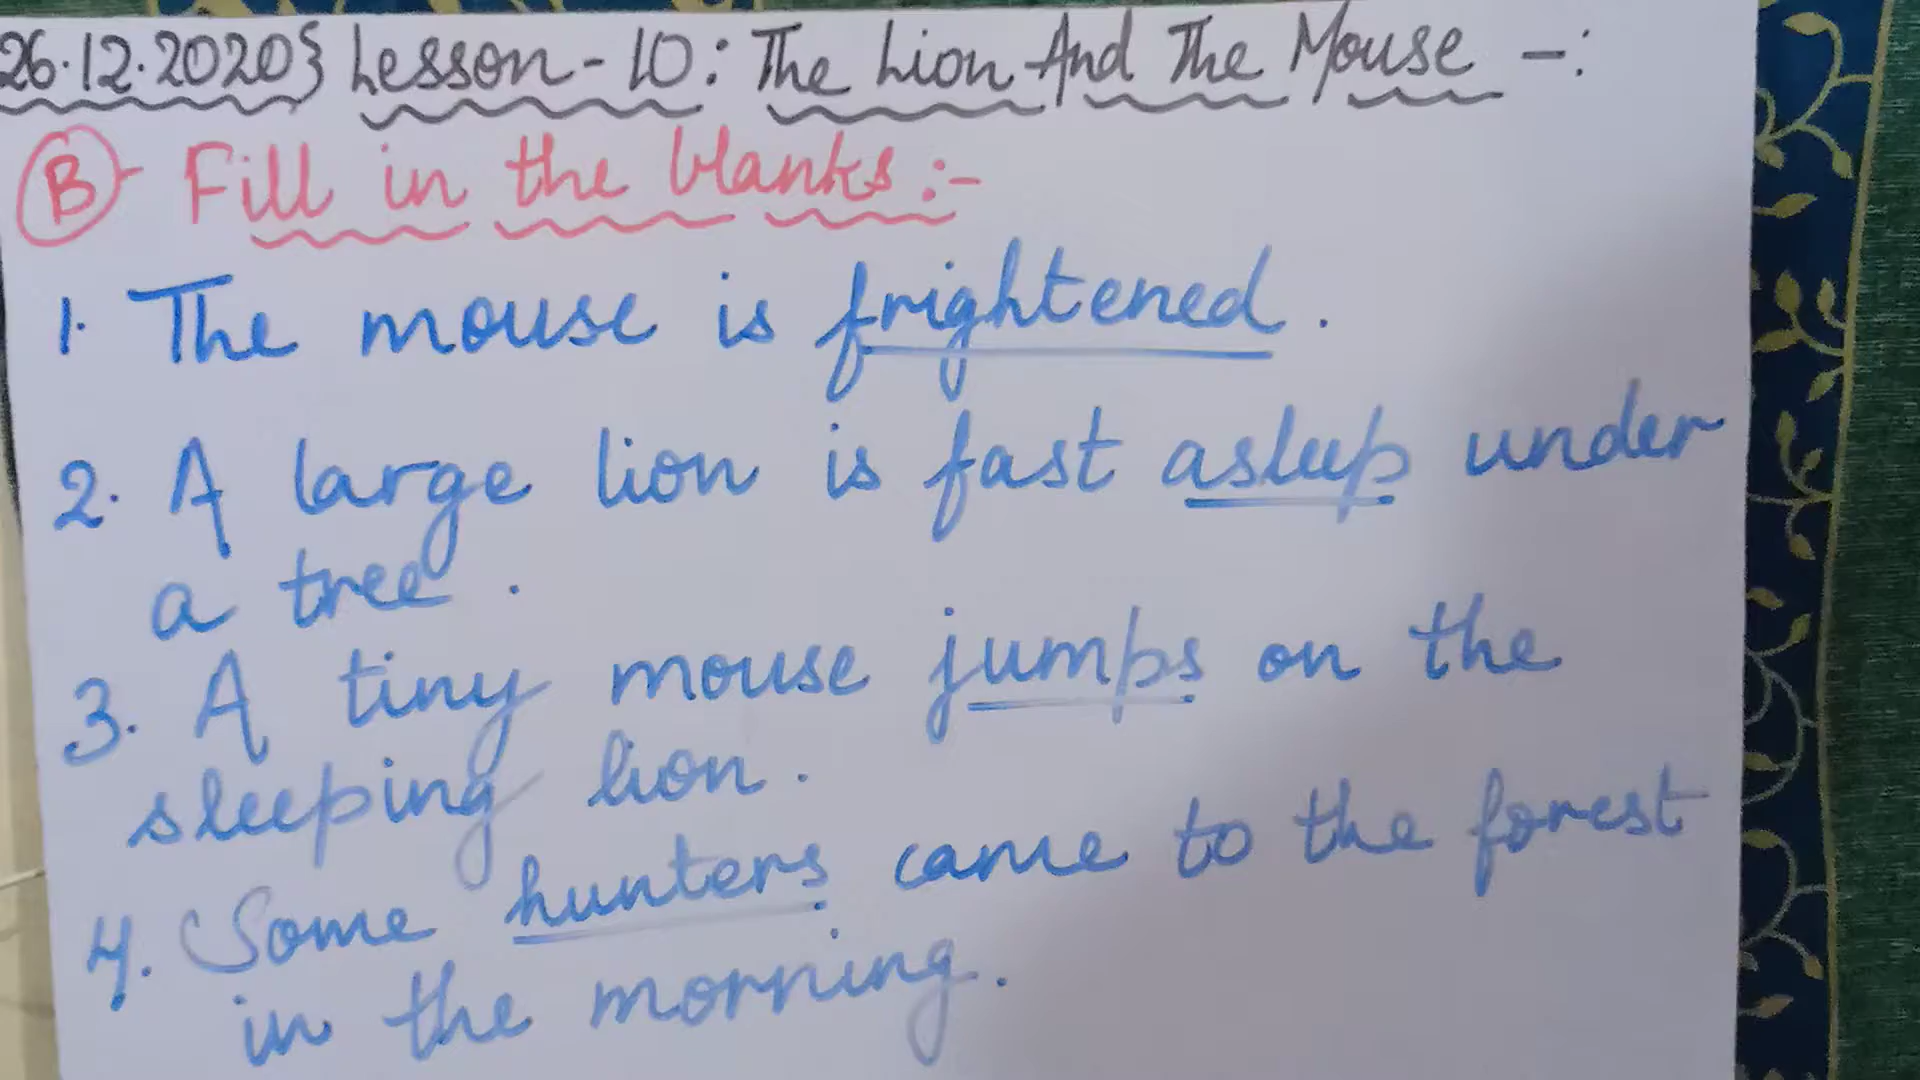 26.12.2020} Lesson-10: The Lion And The Mouse -:
B- Fill in the blanks:-
1. The mouse is frightened.
2. A large lion is fast asleep under
a tree.
3. A tiny mouse jumps on the
sleeping lion.
4. Some hunters came to the forest
in the morning.